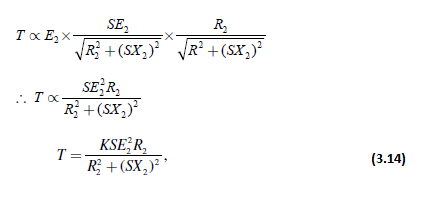 T ∝ E₂ × SE₂ / √(R₂² + (SX₂)²) × R₂ / √(R² + (SX₂)²)
∴ T ∝ SE₂²R₂ / (R₂² + (SX₂)²)
T = KSE₂²R₂ / (R₂² + (SX₂)²), (3.14)